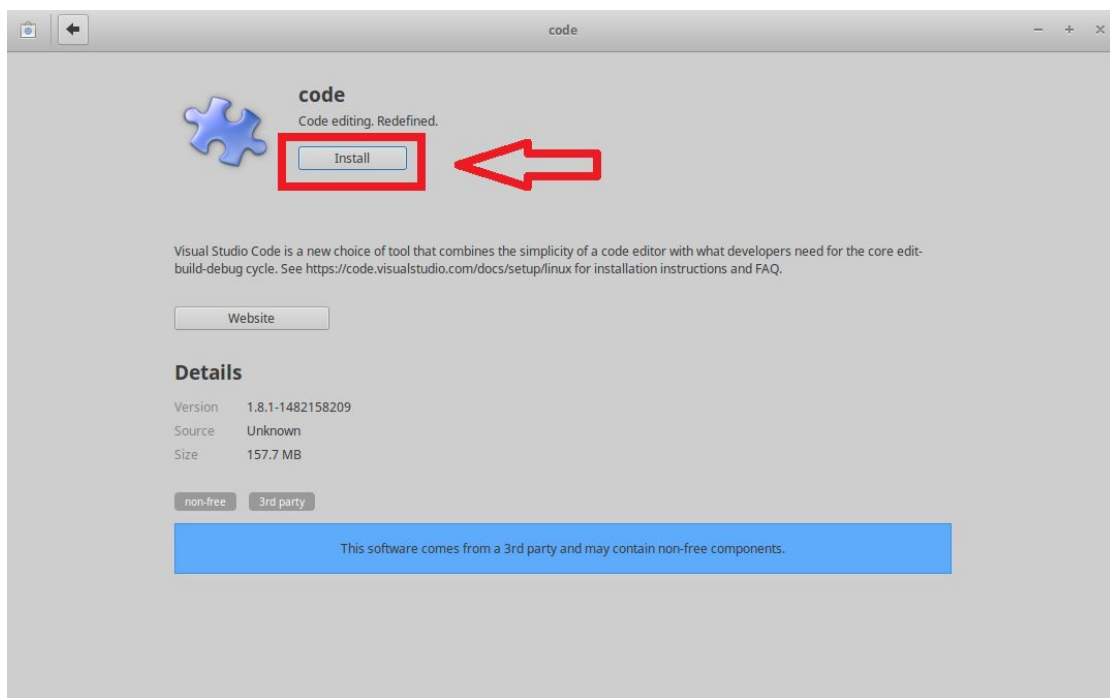 code
code
Code editing. Redefined.
Install
Visual Studio Code is a new choice of tool that combines the simplicity of a code editor with what developers need for the core edit-
build-debug cycle. See https://code.visualstudio.com/docs/setup/linux for installation instructions and FAQ.
Website
Details
Version 1.8.1-1482158209
Source Unknown
Size 157.7 MB
non-free 3rd party
This software comes from a 3rd party and may contain non-free components.